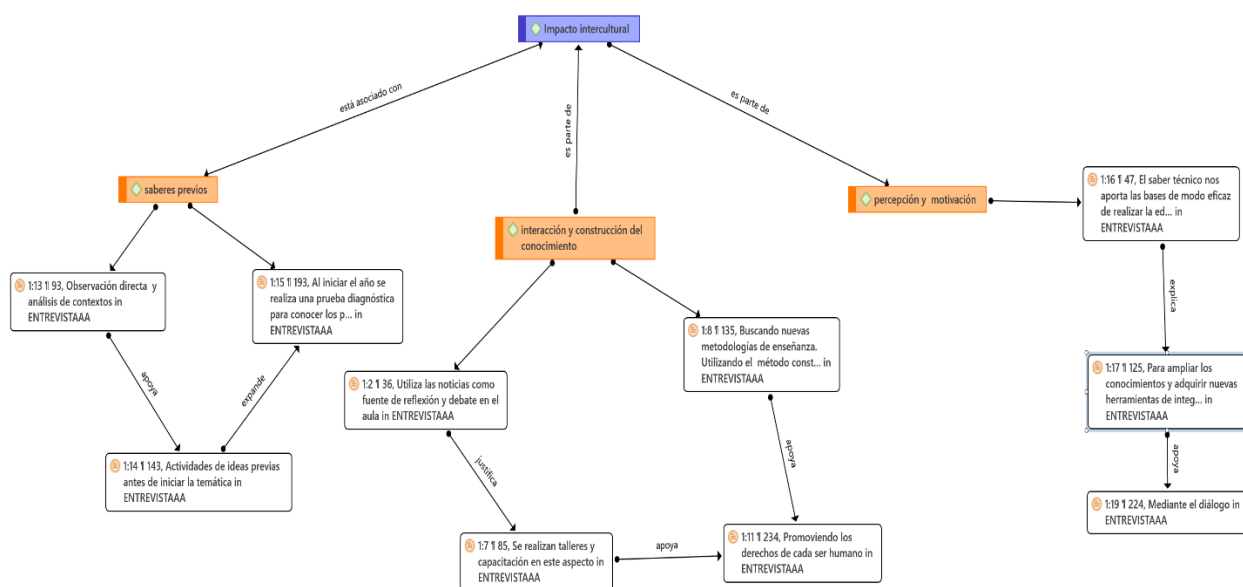 Impacto intercultural
está asociado con
es parte de
es parte de
saberes previos
interacción y construcción del
conocimiento
percepción y motivación
1:16 ¶ 47, El saber técnico nos
aporta las bases de modo eficaz
de realizar la ed... in
ENTREVISTAAA
1:13 ¶ 93, Observación directa y
análisis de contextos in
ENTREVISTAAA
1:15 ¶ 193, Al iniciar el año se
realiza una prueba diagnóstica
para conocer los p... in
ENTREVISTAAA
explica
1:8 ¶ 135, Buscando nuevas
metodologías de enseñanza.
Utilizando el método const... in
ENTREVISTAAA
apoya
expande
1:2 ¶ 36, Utiliza las noticias como
fuente de reflexión y debate en el
aula in ENTREVISTAAA
1:17 ¶ 125, Para ampliar los
conocimientos y adquirir nuevas
herramientas de integ... in
ENTREVISTAAA
1:14 ¶ 143, Actividades de ideas previas
antes de iniciar la temática in
ENTREVISTAAA
justifica
apoya
apoya
1:19 ¶ 224, Mediante el diálogo in
ENTREVISTAAA
1:7 ¶ 85, Se realizan talleres y
capacitación en este aspecto in
ENTREVISTAAA
apoya
1:11 ¶ 234, Promoviendo los
derechos de cada ser humano in
ENTREVISTAAA